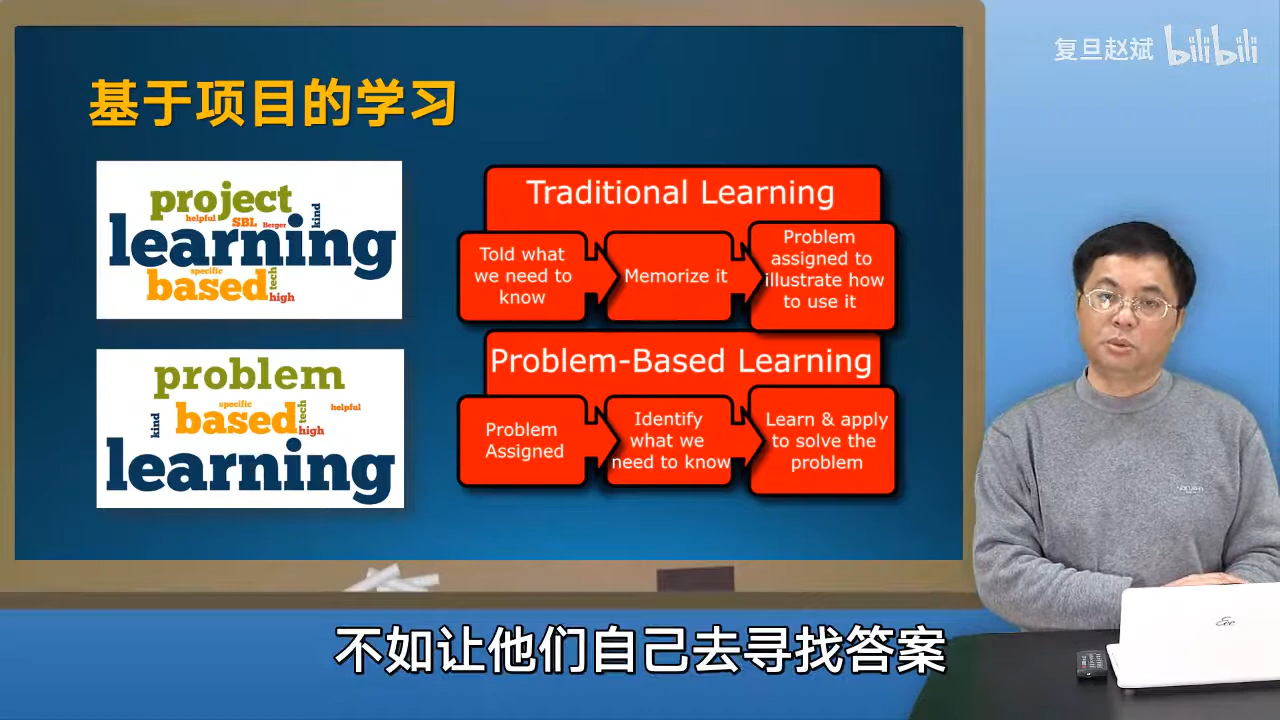 复旦赵斌 bilibili
基于项目的学习
project
helpful SBL Berger kind
learning
specific
based tech
high
problem
specific helpful
kind based tech
high
learning
Traditional Learning
Told what
we need to
know
Memorize it
Problem
assigned to
illustrate how
to use it
Problem-Based Learning
Problem
Assigned
Identify
what we
need to know
Learn & apply
to solve the
problem
Eee
不如让他们自己去寻找答案